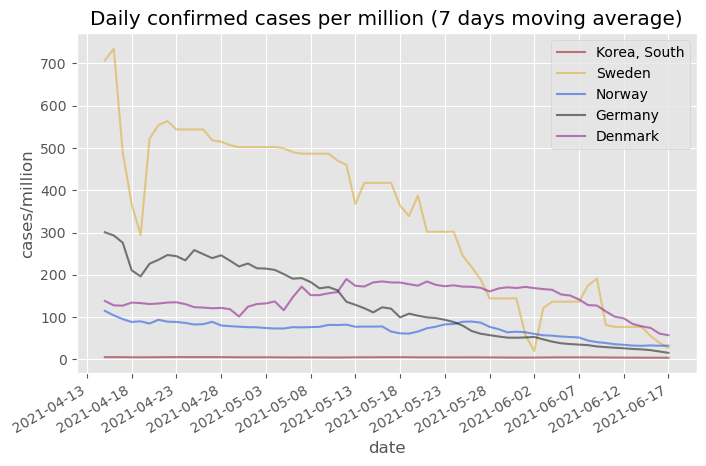 Daily confirmed cases per million (7 days moving average)
Korea, South
Sweden
Norway
Germany
Denmark
cases/million
700
600
500
400
300
200
100
0
2021-04-13
2021-04-18
2021-04-23
2021-04-28
2021-05-03
2021-05-08
2021-05-13
2021-05-18
2021-05-23
2021-05-28
2021-06-02
2021-06-07
2021-06-12
2021-06-17
date